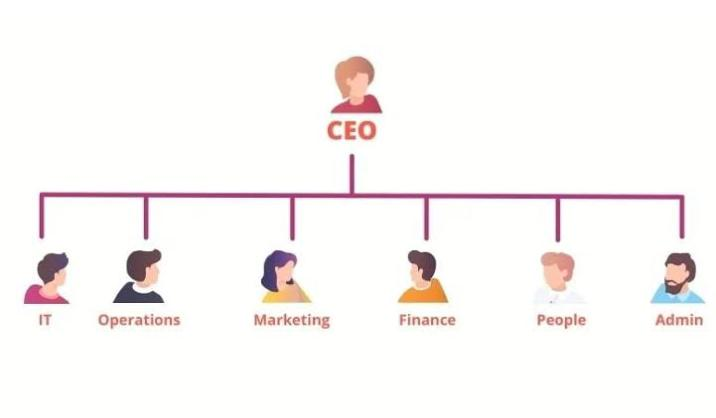 CEO
IT
Operations
Marketing
Finance
People
Admin